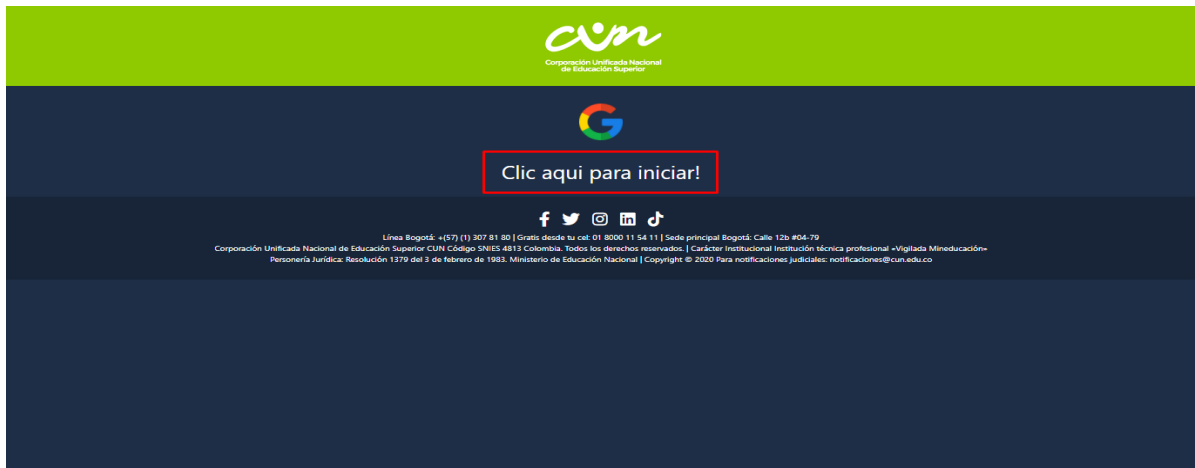 cun
Corporación Unificada Nacional
de Educación Superior
Clic aqui para iniciar!
Línea Bogotá: +(57) (1) 307 81 80 | Gratis desde tu cel: 01 8000 11 54 11 | Sede principal Bogotá: Calle 12b #04-79
Corporación Unificada Nacional de Educación Superior CUN Código SNIES 4813 Colombia. Todos los derechos reservados. | Carácter Institucional Institución técnica profesional «Vigilada Mineducación»
Personería Jurídica: Resolución 1379 del 3 de febrero de 1983. Ministerio de Educación Nacional | Copyright © 2020 Para notificaciones judiciales: notificaciones@cun.edu.co